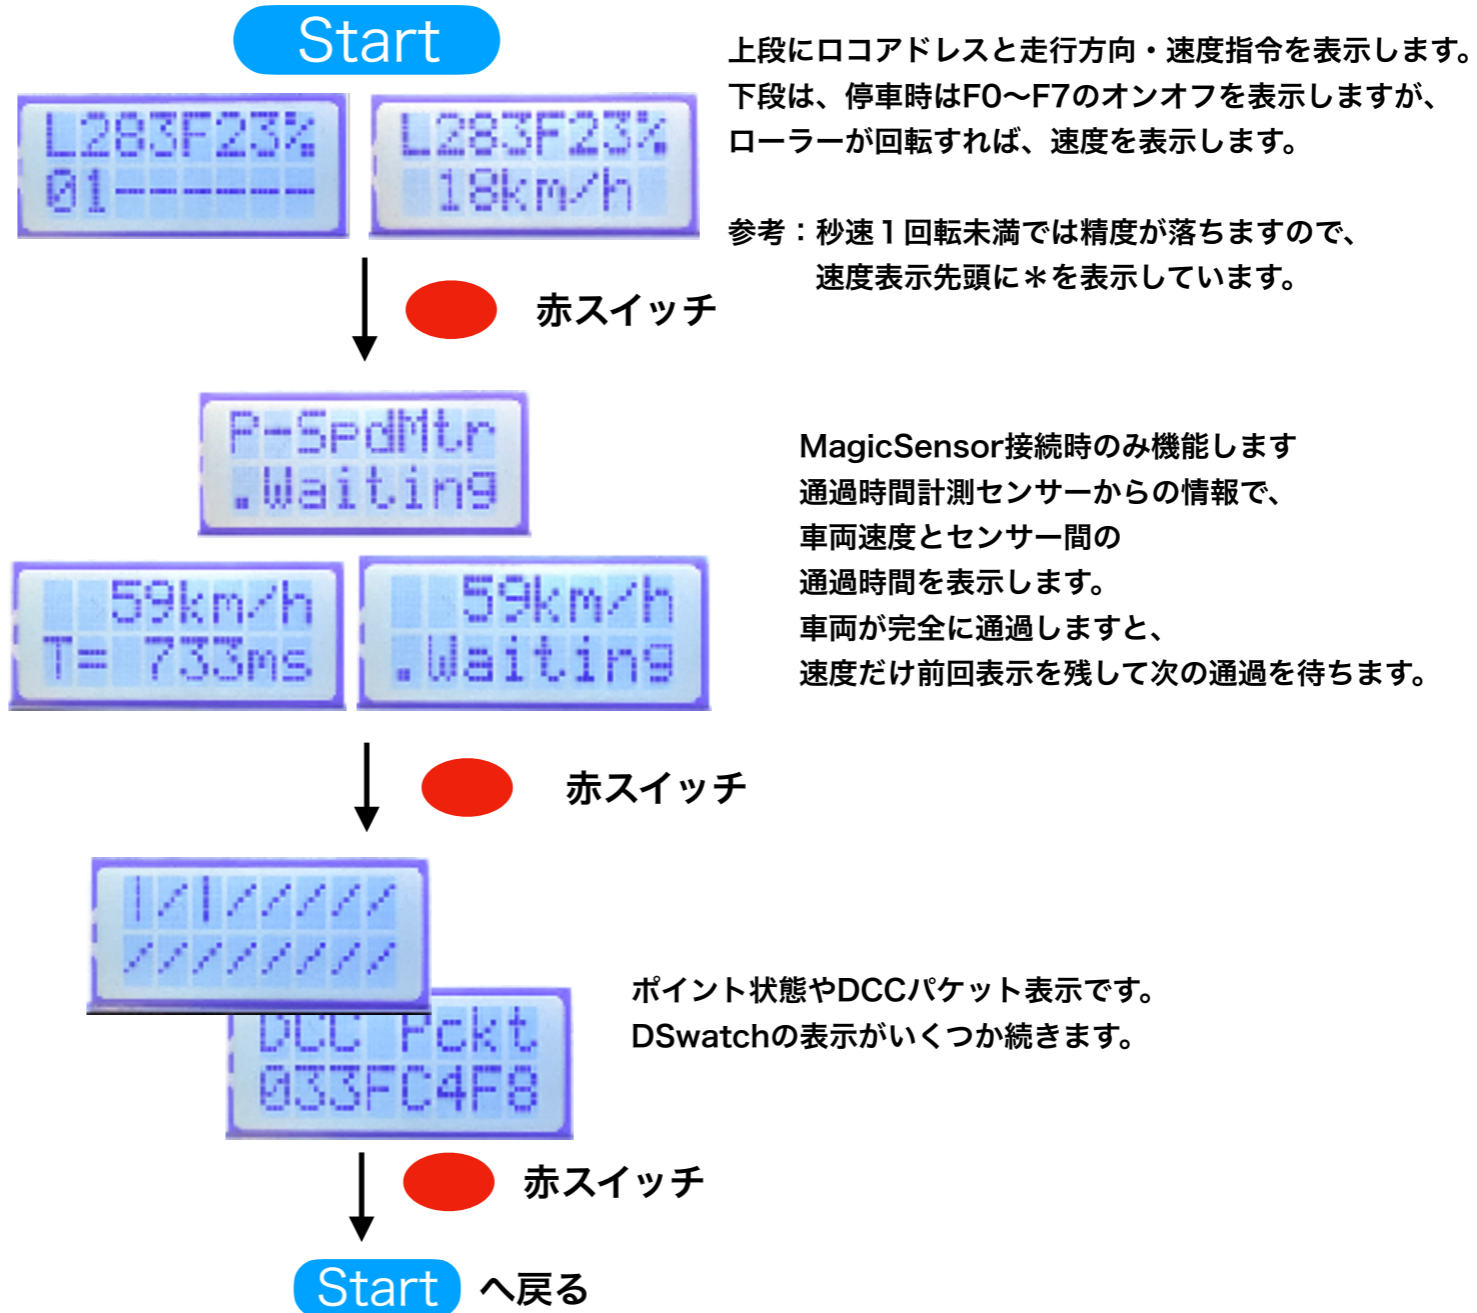 Start
L283F23%
01------
L283F23%
18km/h
上段にロコアドレスと走行方向・速度指令を表示します。
下段は、停車時はF0〜F7のオンオフを表示しますが、
ローラーが回転すれば、速度を表示します。
参考：秒速１回転未満では精度が落ちますので、
速度表示先頭に＊を表示しています。
赤スイッチ
P-SpdMtr
.Waiting
59km/h
T= 733ms
59km/h
.Waiting
MagicSensor接続時のみ機能します
通過時間計測センサーからの情報で、
車両速度とセンサー間の
通過時間を表示します。
車両が完全に通過しますと、
速度だけ前回表示を残して次の通過を待ちます。
赤スイッチ
|/|/////
////////
DCC Pckt
033FC4F8
ポイント状態やDCCパケット表示です。
DSwatchの表示がいくつか続きます。
赤スイッチ
Start へ戻る